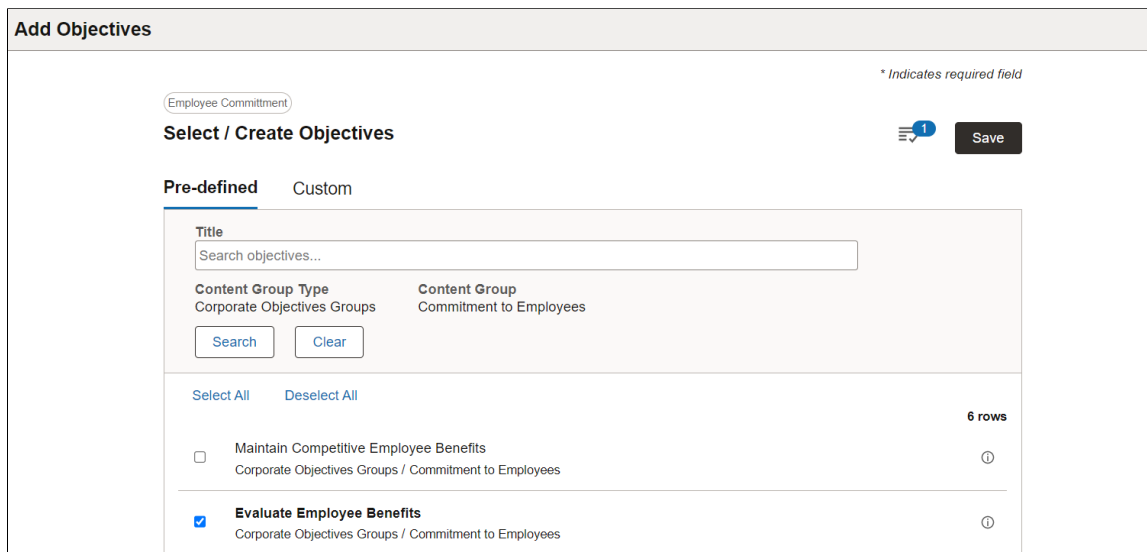 Add Objectives
* Indicates required field
Employee Committment
Select / Create Objectives
1
Save
Pre-defined Custom
Title
Search objectives...
Content Group Type Content Group
Corporate Objectives Groups Commitment to Employees
Search Clear
Select All Deselect All
6 rows
Maintain Competitive Employee Benefits
Corporate Objectives Groups / Commitment to Employees
Evaluate Employee Benefits
Corporate Objectives Groups / Commitment to Employees